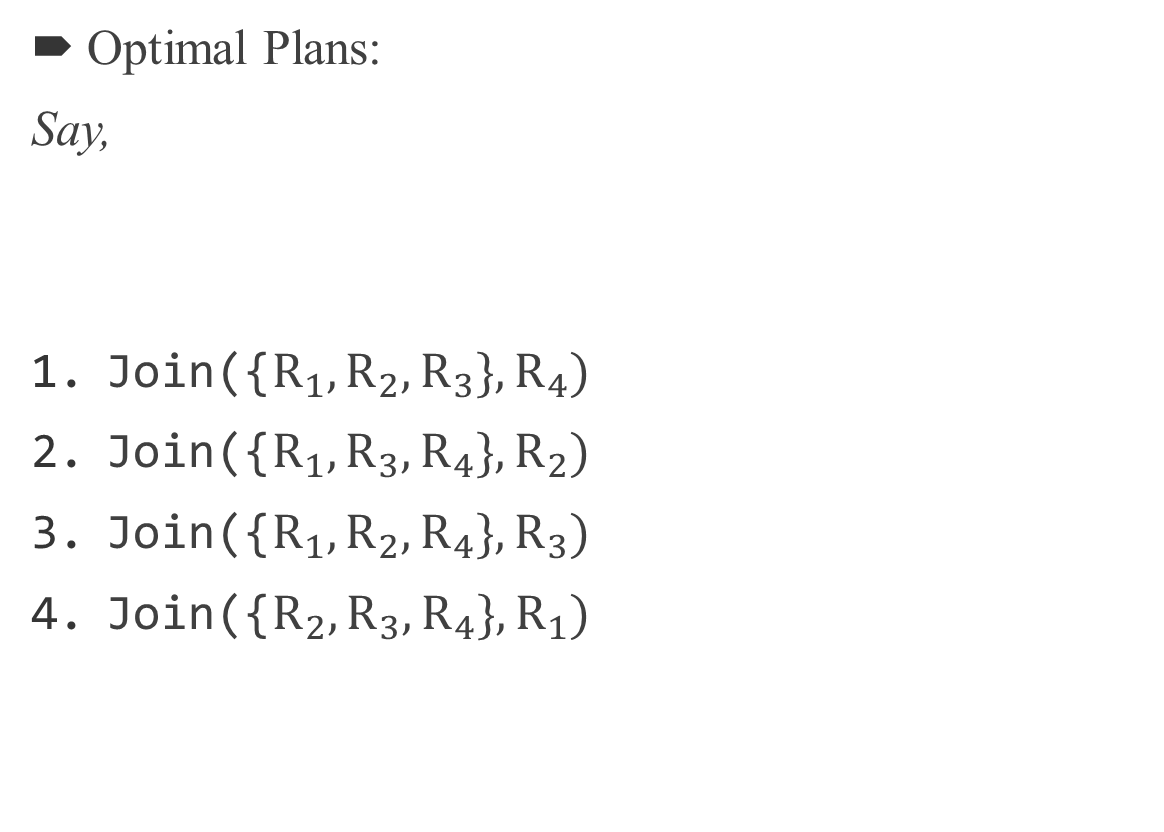 Optimal Plans:
Say,
1. Join({R₁, R₂, R₃}, R₄)
2. Join({R₁, R₃, R₄}, R₂)
3. Join({R₁, R₂, R₄}, R₃)
4. Join({R₂, R₃, R₄}, R₁)